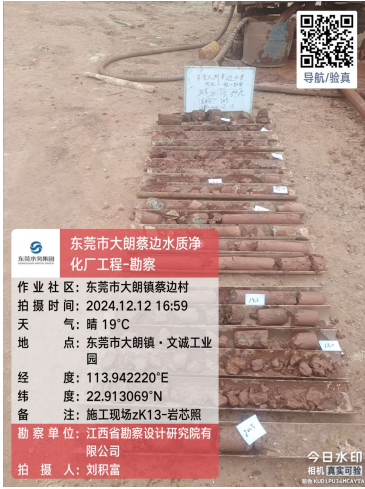 导航/验真
东莞水务集团
东莞市大朗蔡边水质净
化厂工程-勘察
作业社区：东莞市大朗镇蔡边村
拍摄时间：2024.12.12 16:59
天气：晴 19°C
地点：东莞市大朗镇·文诚工业
园
经度：113.942220°E
纬度：22.913069°N
备注：施工现场zK13-岩芯照
勘察单位：江西省勘察设计研究院有
限公司
拍摄人：刘积富
今日水印
相机 真实可验